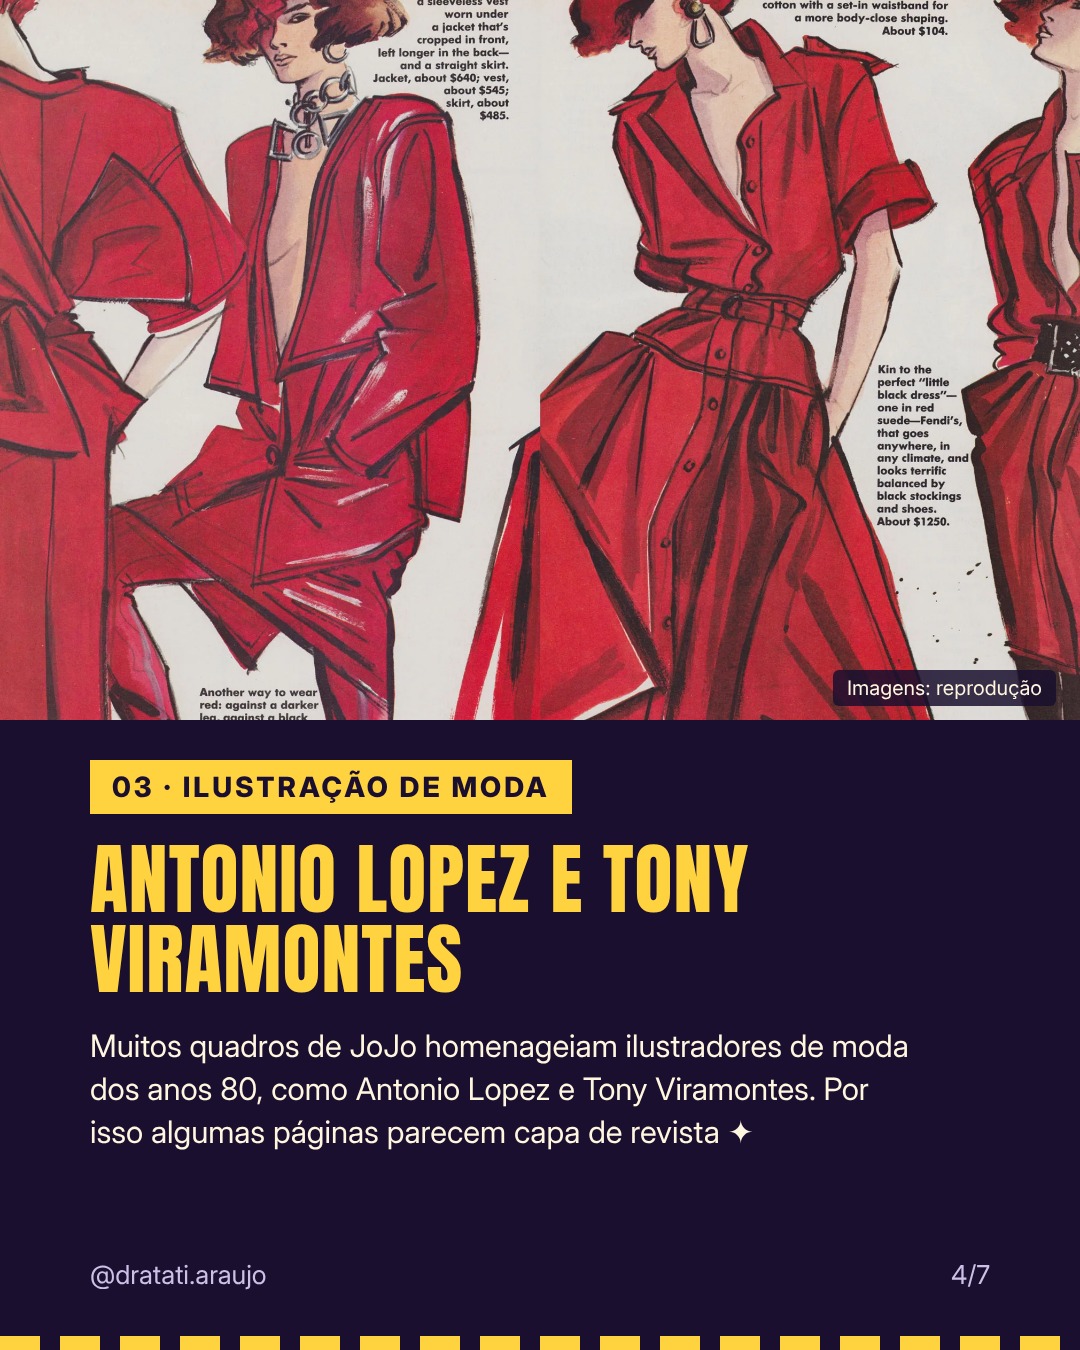 a sleeveless vest
worn under
a jacket that's
cropped in front,
left longer in the back—
and a straight skirt.
Jacket, about $640; vest,
about $545;
skirt, about
$485.
cotton with a set-in waistband for
a more body-close shaping.
About $104.
Kin to the
perfect "little
black dress"—
one in red
suede—Fendi's,
that goes
anywhere, in
any climate, and
looks terrific
balanced by
black stockings
and shoes.
About $1250.
Another way to wear
red: against a darker
leg, against a black
Imagens: reprodução
03 · ILUSTRAÇÃO DE MODA
ANTONIO LOPEZ E TONY
VIRAMONTES
Muitos quadros de JoJo homenageiam ilustradores de moda
dos anos 80, como Antonio Lopez e Tony Viramontes. Por
isso algumas páginas parecem capa de revista ✦
@dratati.araujo
4/7